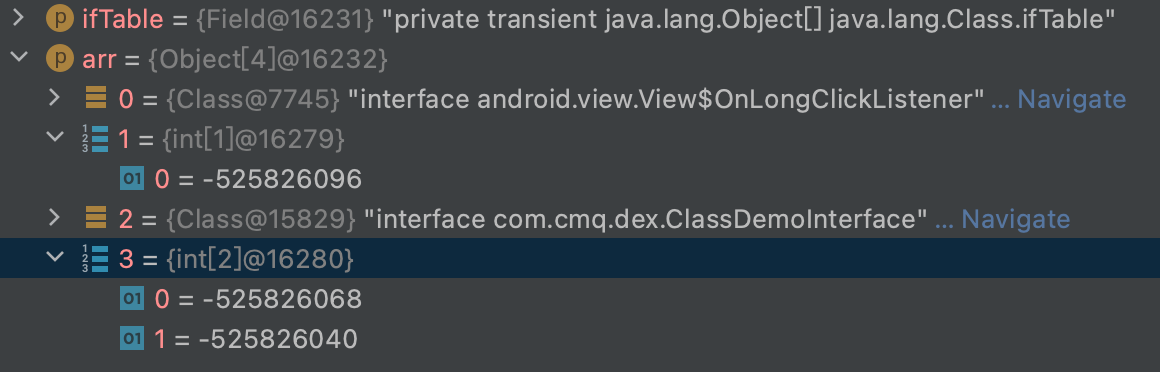 p ifTable = {Field@16231} "private transient java.lang.Object[] java.lang.Class.ifTable"
p arr = {Object[4]@16232}
0 = {Class@7745} "interface android.view.View$OnLongClickListener" ... Navigate
1 = {int[1]@16279}
01 0 = -525826096
2 = {Class@15829} "interface com.cmq.dex.ClassDemoInterface" ... Navigate
3 = {int[2]@16280}
01 0 = -525826068
01 1 = -525826040